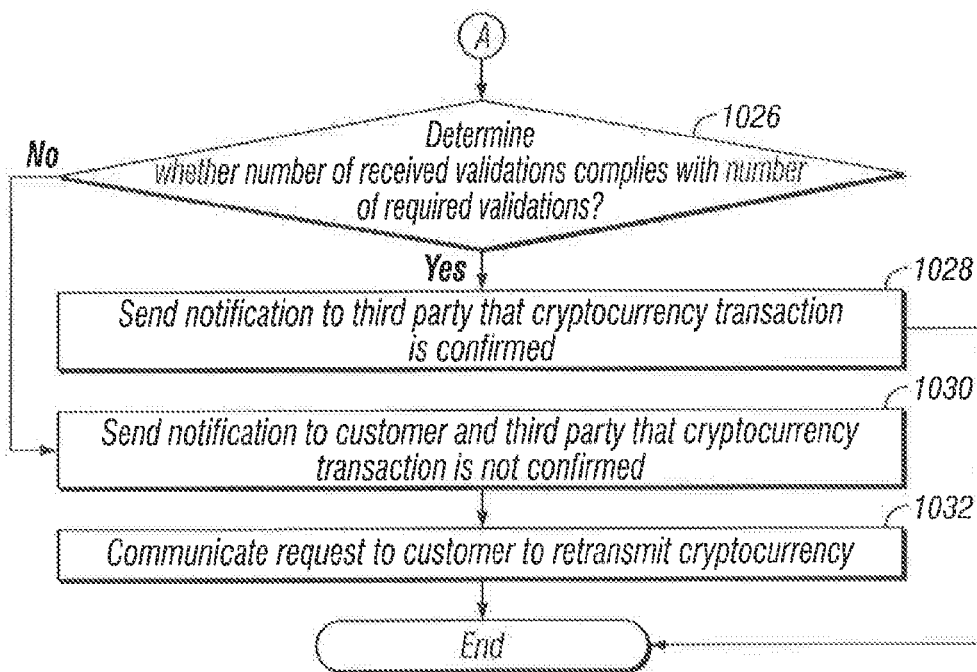 A
1026
Determine
whether number of received validations complies with number
of required validations?
No
Yes
1028
Send notification to third party that cryptocurrency transaction
is confirmed
1030
Send notification to customer and third party that cryptocurrency
transaction is not confirmed
1032
Communicate request to customer to retransmit cryptocurrency
End